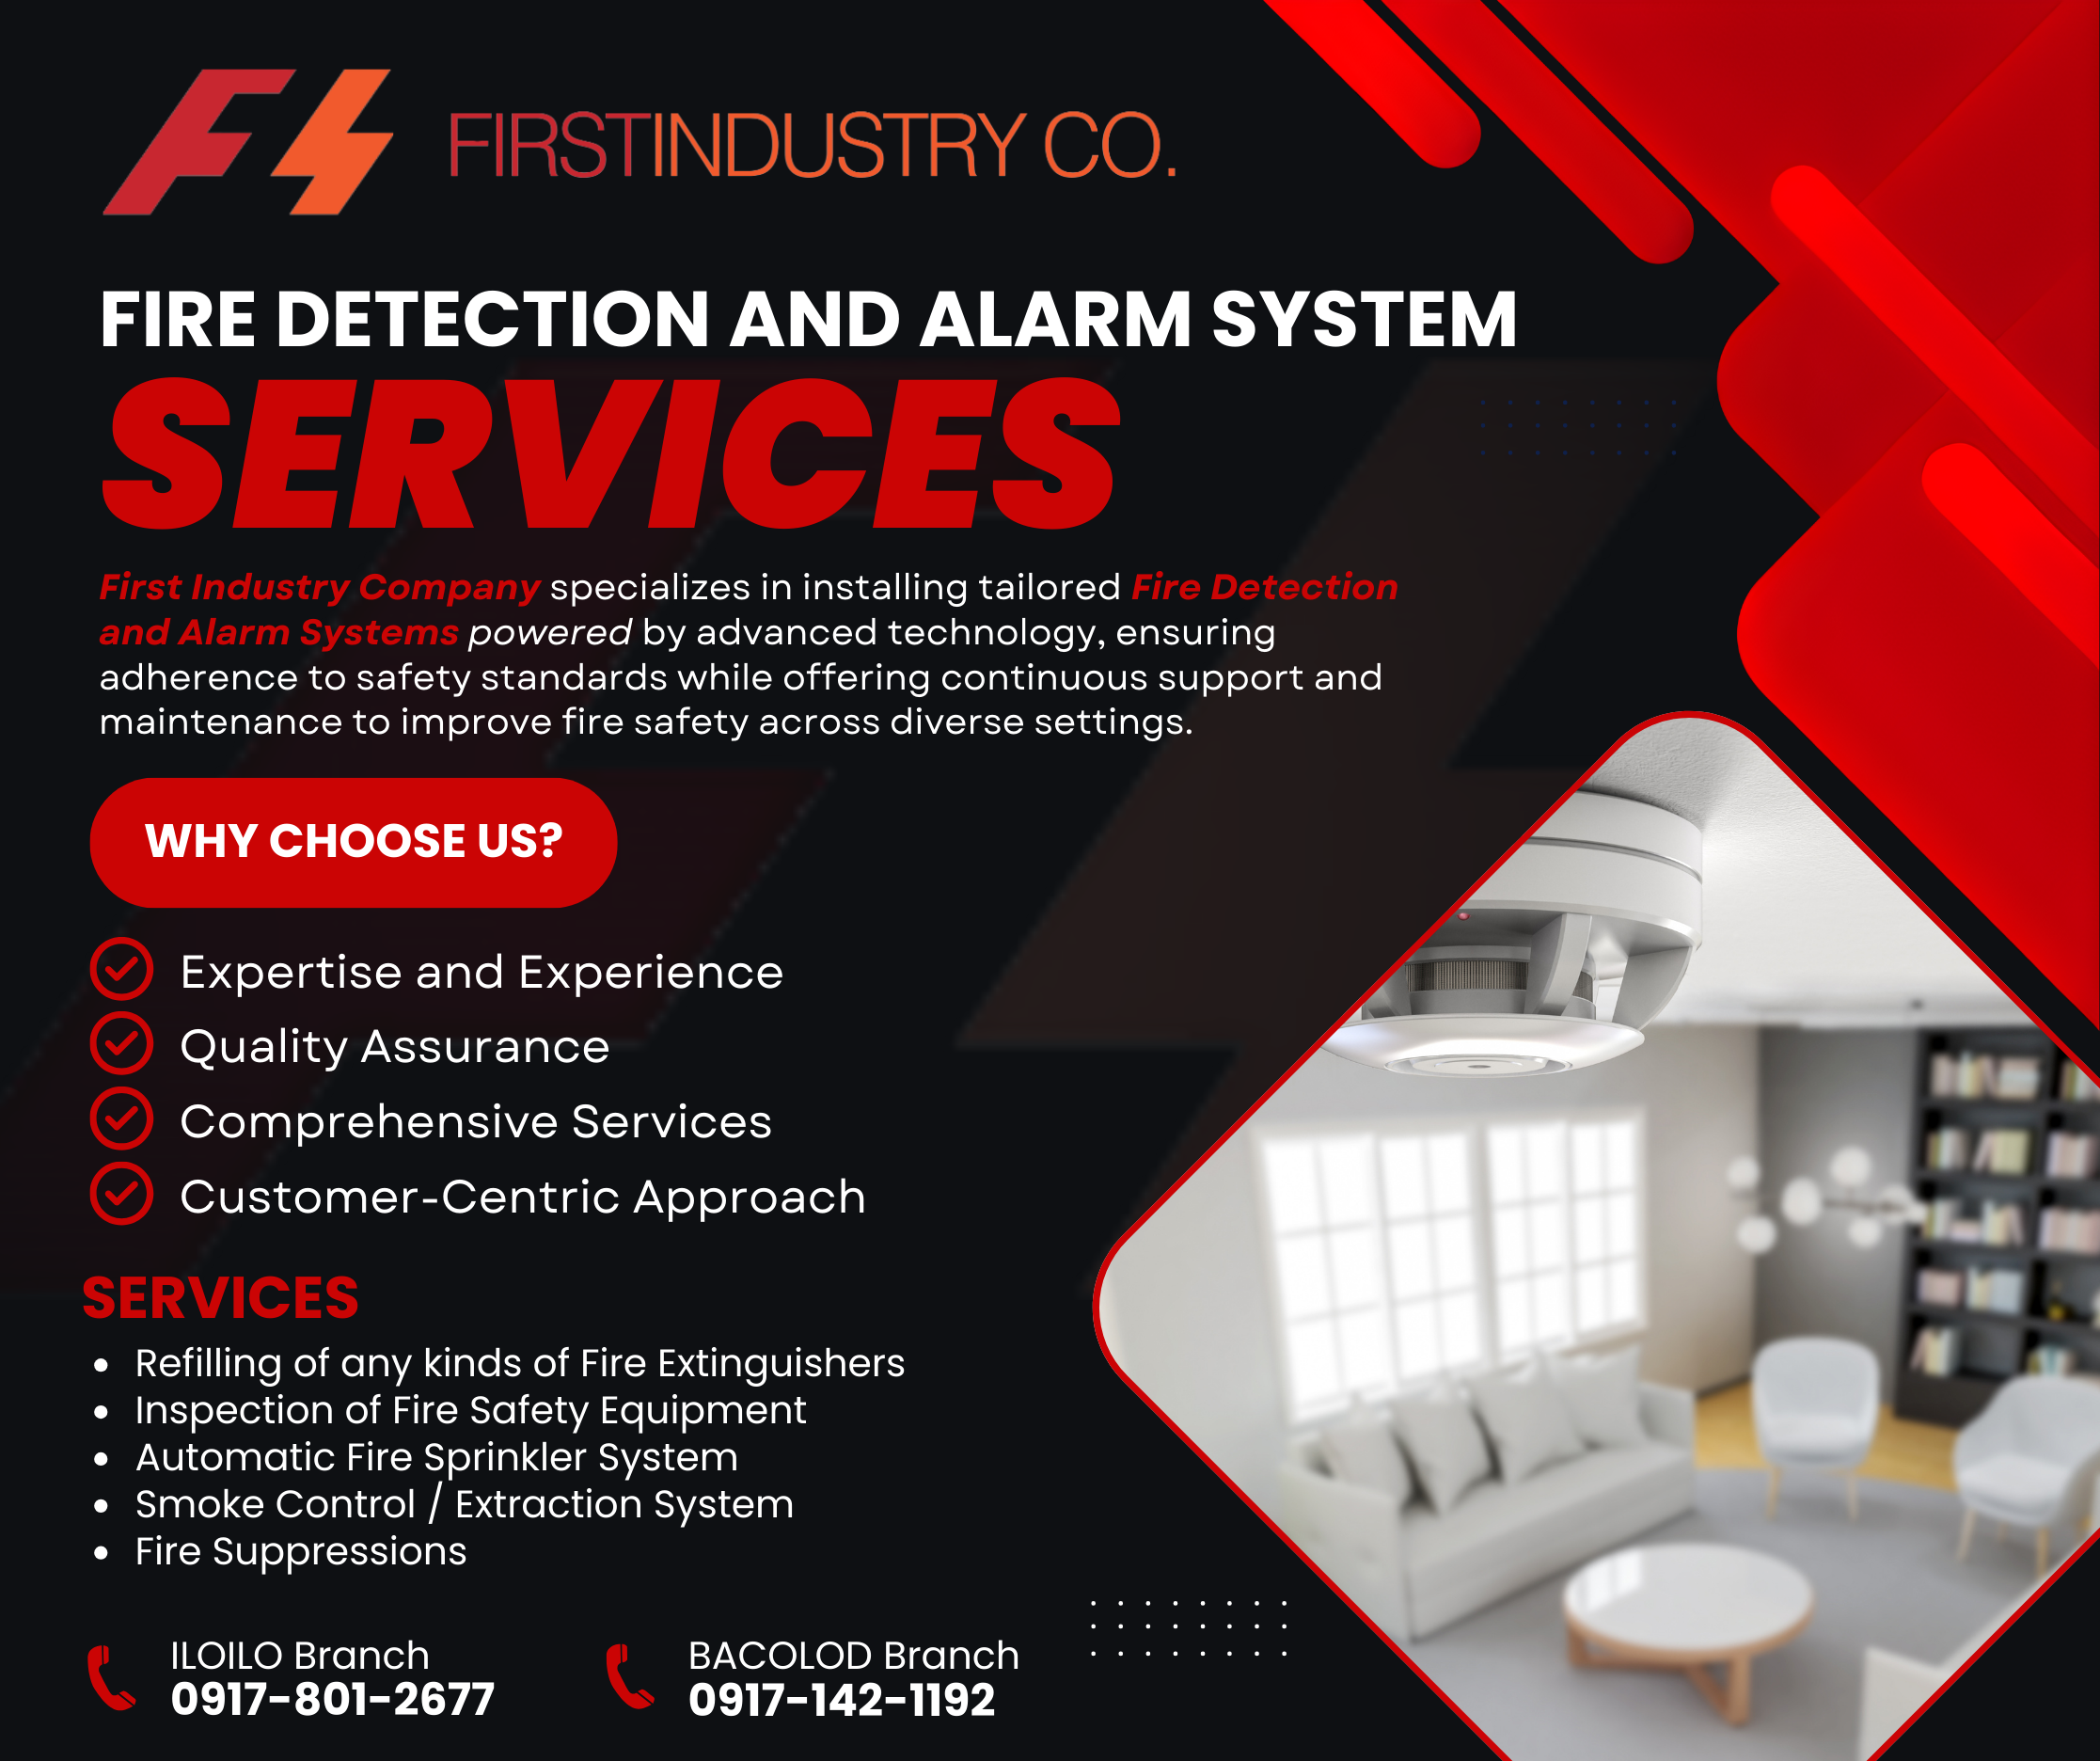 FIRSTINDUSTRY CO.
FIRE DETECTION AND ALARM SYSTEM
SERVICES
First Industry Company specializes in installing tailored Fire Detection
and Alarm Systems powered by advanced technology, ensuring
adherence to safety standards while offering continuous support and
maintenance to improve fire safety across diverse settings.
WHY CHOOSE US?
Expertise and Experience
Quality Assurance
Comprehensive Services
Customer-Centric Approach
SERVICES
• Refilling of any kinds of Fire Extinguishers
• Inspection of Fire Safety Equipment
• Automatic Fire Sprinkler System
• Smoke Control / Extraction System
• Fire Suppressions
ILOILO Branch
0917-801-2677
BACOLOD Branch
0917-142-1192